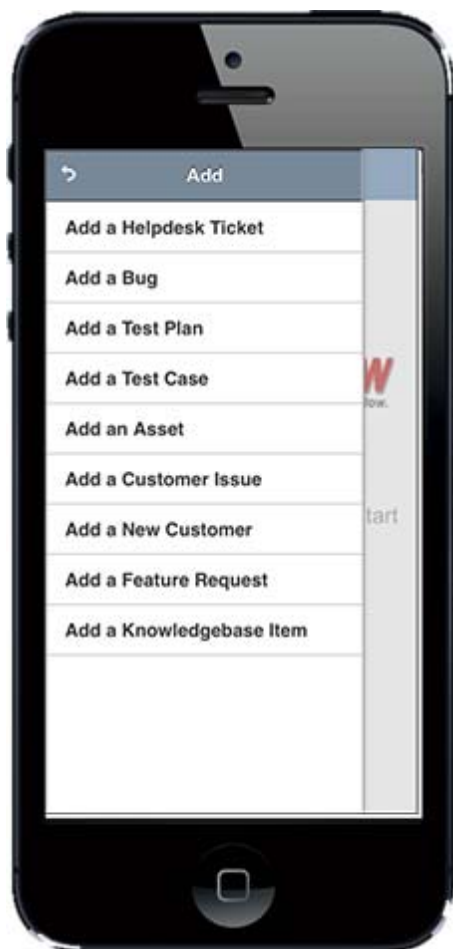 Add
Add a Helpdesk Ticket
Add a Bug
Add a Test Plan
Add a Test Case
W
low.
Add an Asset
Add a Customer Issue
tart
Add a New Customer
Add a Feature Request
Add a Knowledgebase Item